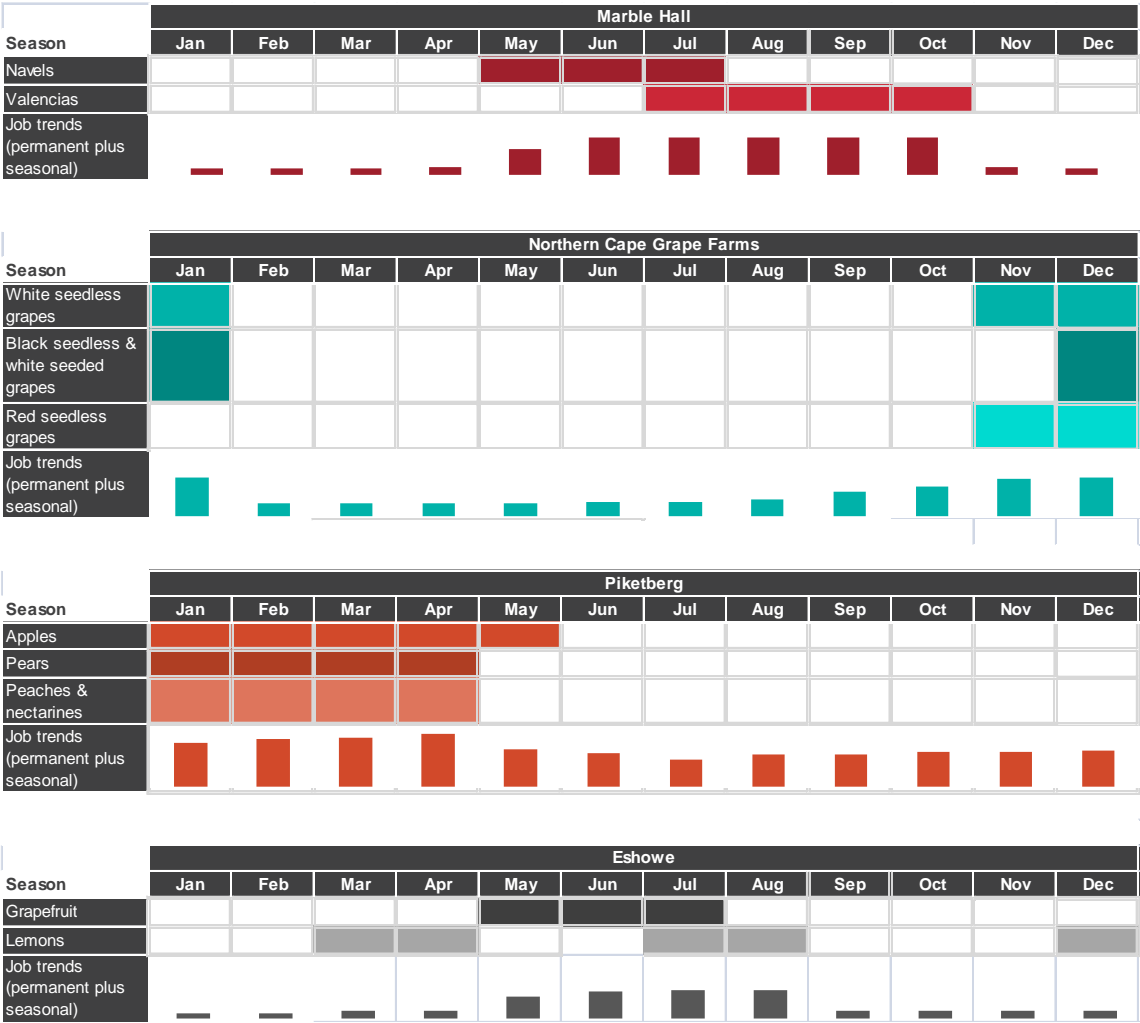 Marble Hall
Season Jan Feb Mar Apr May Jun Jul Aug Sep Oct Nov Dec
Navels
Valencias
Job trends
(permanent plus
seasonal)
Northern Cape Grape Farms
Season Jan Feb Mar Apr May Jun Jul Aug Sep Oct Nov Dec
White seedless
grapes
Black seedless &
white seeded
grapes
Red seedless
grapes
Job trends
(permanent plus
seasonal)
Piketberg
Season Jan Feb Mar Apr May Jun Jul Aug Sep Oct Nov Dec
Apples
Pears
Peaches &
nectarines
Job trends
(permanent plus
seasonal)
Eshowe
Season Jan Feb Mar Apr May Jun Jul Aug Sep Oct Nov Dec
Grapefruit
Lemons
Job trends
(permanent plus
seasonal)